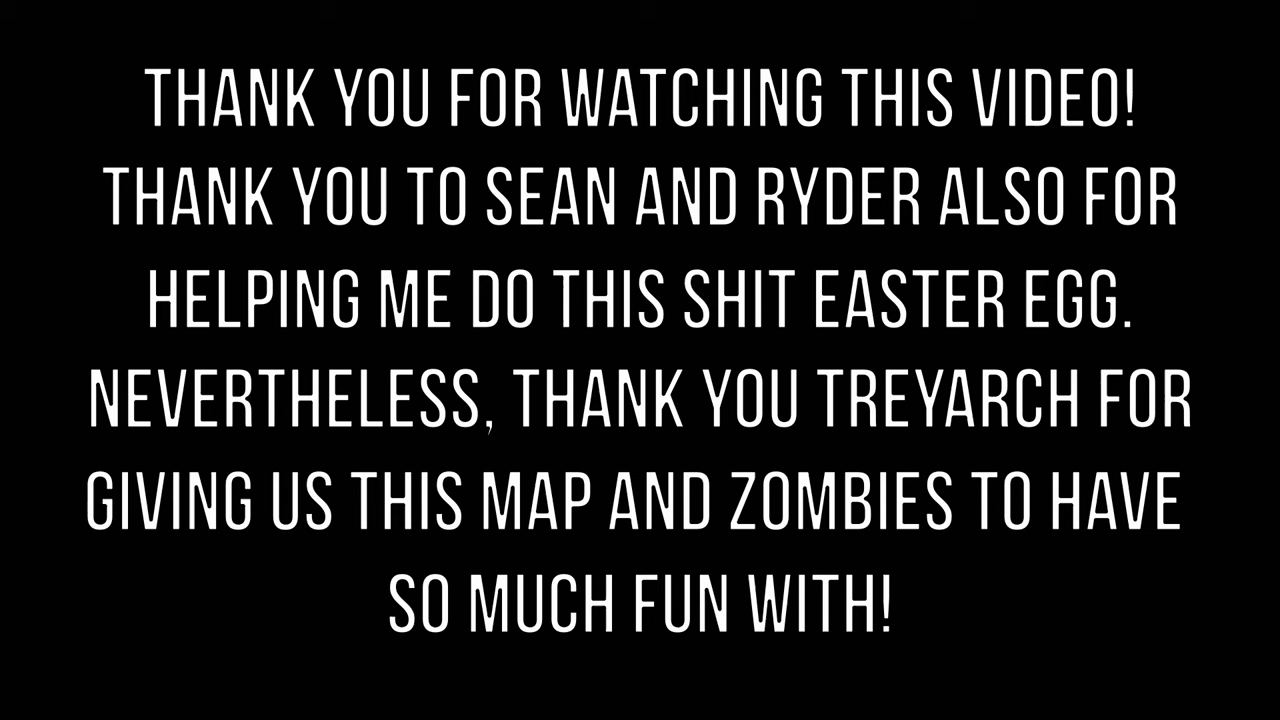 THANK YOU FOR WATCHING THIS VIDEO!
THANK YOU TO SEAN AND RYDER ALSO FOR
HELPING ME DO THIS SHIT EASTER EGG.
NEVERTHELESS, THANK YOU TREYARCH FOR
GIVING US THIS MAP AND ZOMBIES TO HAVE
SO MUCH FUN WITH!